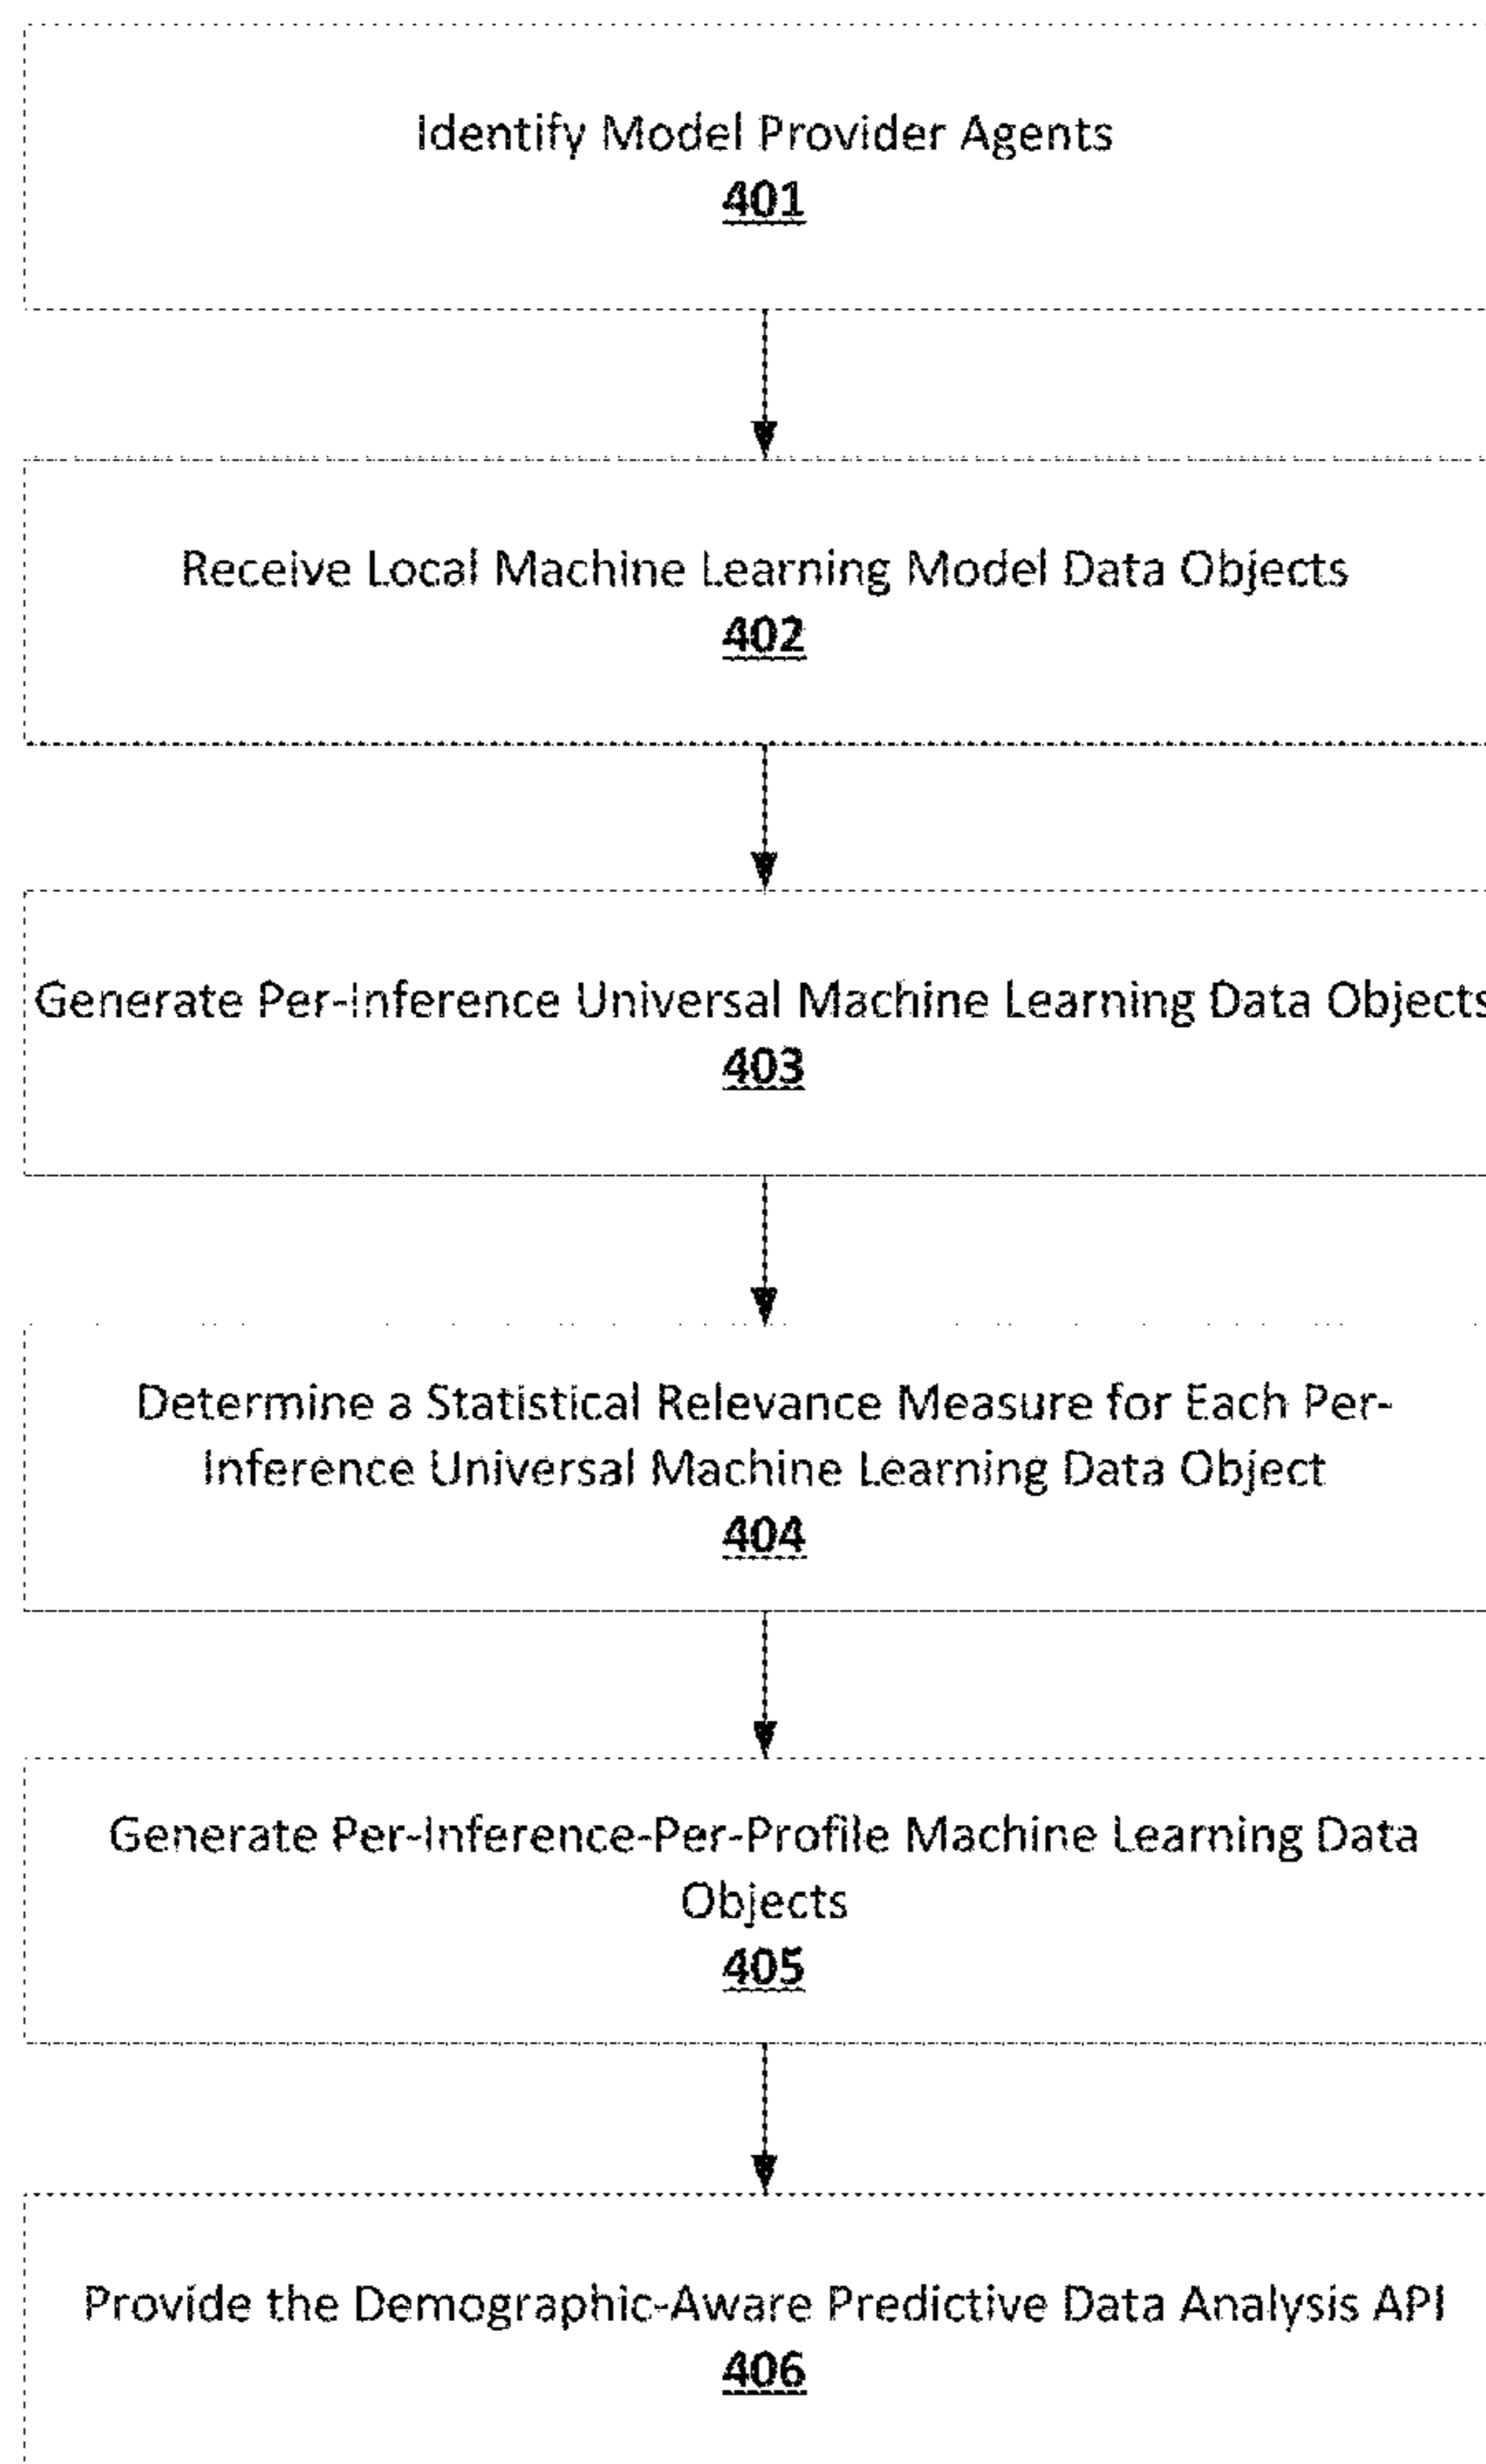 Identify Model Provider Agents
401
Receive Local Machine Learning Model Data Objects
402
Generate Per-Inference Universal Machine Learning Data Objects
403
Determine a Statistical Relevance Measure for Each Per-
Inference Universal Machine Learning Data Object
404
Generate Per-Inference-Per-Profile Machine Learning Data
Objects
405
Provide the Demographic-Aware Predictive Data Analysis API
406